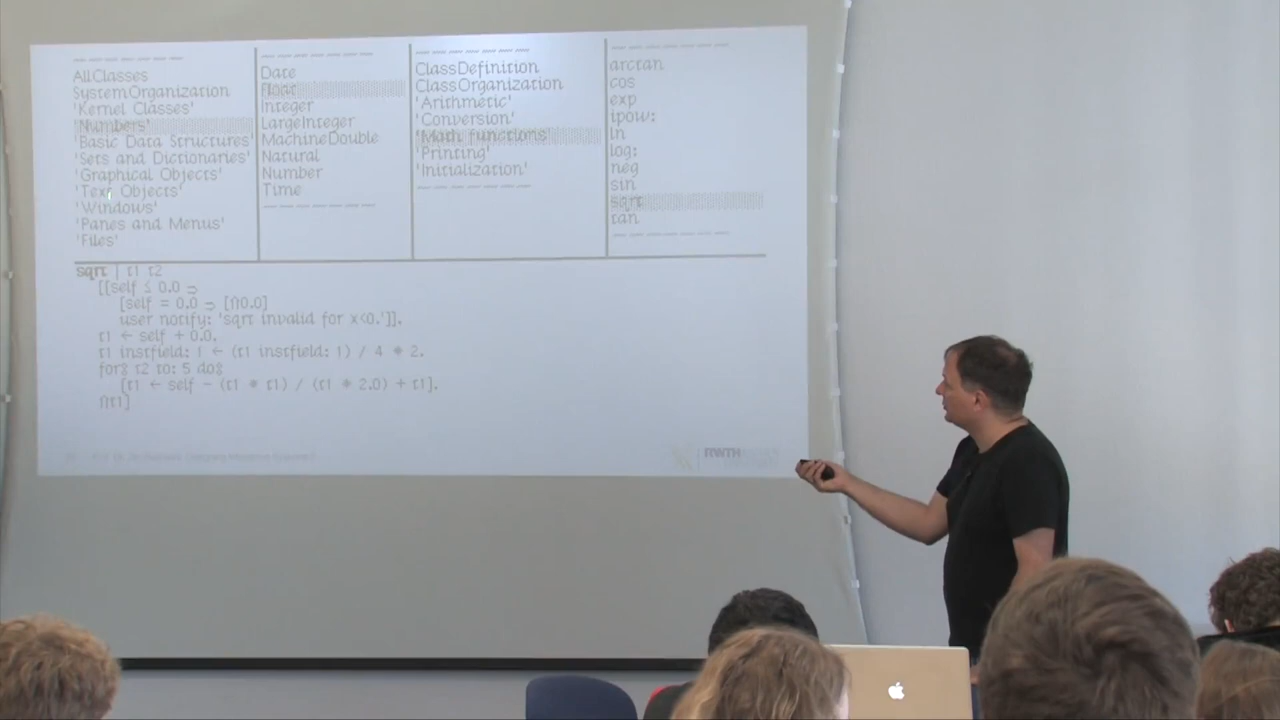 AllClasses
SystemOrganization
'Kernel Classes'
'Numbers'
'Basic Data Structures'
'Sets and Dictionaries'
'Graphical Objects'
'Text Objects'
'Windows'
'Panes and Menus'
'Files'
Date
Float
Integer
LargeInteger
MachineDouble
Natural
Number
Time
ClassDefinition
ClassOrganization
'Arithmetic'
'Conversion'
'Math functions'
'Printing'
'Initialization'
arctan
cos
exp
ipow:
ln
log:
neg
sin
sqrt
tan
sqrt | t1 t2
[[self ≤ 0.0 ⇒
[self = 0.0 ⇒ [⇑0.0]
user notify: 'sqrt invalid for x<0.']].
t1 ← self + 0.0.
t1 instfield: 1 ← (t1 instfield: 1) / 4 * 2.
for⦂ t2 to: 5 do⦂
[t1 ← self - (t1 * t1) / (t1 * 2.0) + t1].
⇑t1]
RWTH